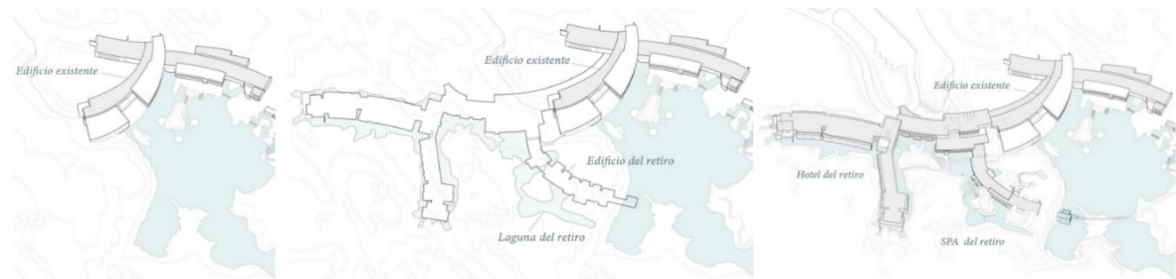 Edificio existente
Edificio existente
Edificio del retiro
Laguna del retiro
Edificio existente
Hotel del retiro
SPA del retiro